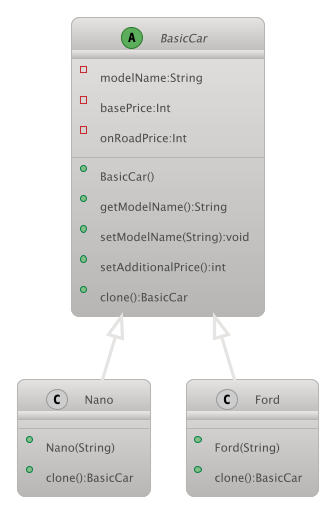 A BasicCar
modelName:String
basePrice:Int
onRoadPrice:Int
BasicCar()
getModelName():String
setModelName(String):void
setAdditionalPrice():int
clone():BasicCar
C Nano
Nano(String)
clone():BasicCar
C Ford
Ford(String)
clone():BasicCar